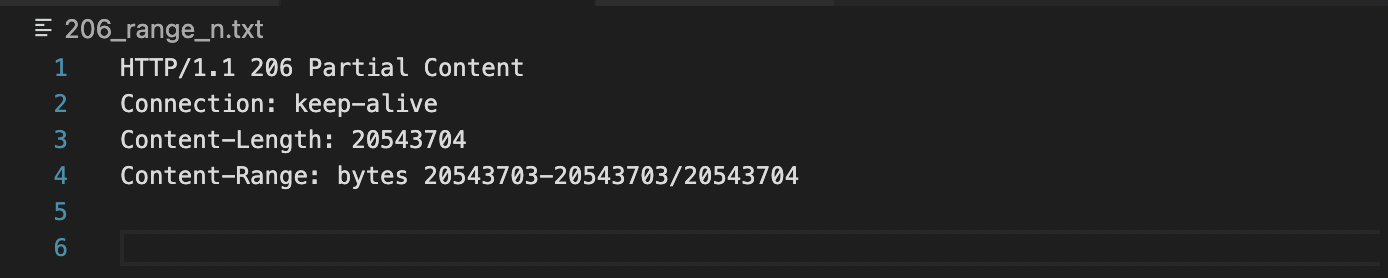 206_range_n.txt
1 HTTP/1.1 206 Partial Content
2 Connection: keep-alive
3 Content-Length: 20543704
4 Content-Range: bytes 20543703-20543703/20543704
5
6